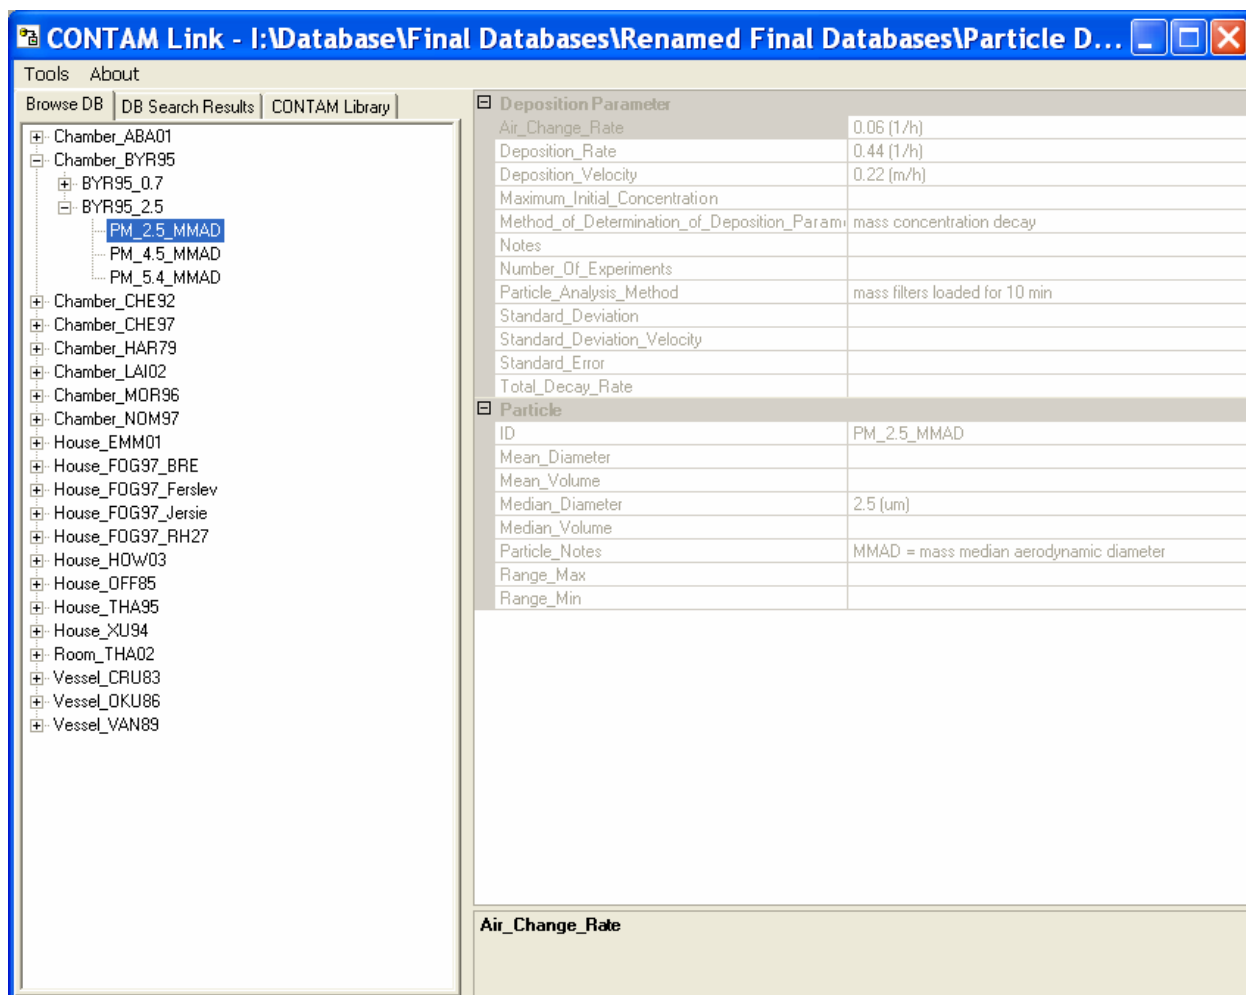 CONTAM Link - I:\Database\Final Databases\Renamed Final Databases\Particle D...
Tools About
Browse DB DB Search Results CONTAM Library
Chamber_ABA01
Chamber_BYR95
BYR95_0.7
BYR95_2.5
PM_2.5_MMAD
PM_4.5_MMAD
PM_5.4_MMAD
Chamber_CHE92
Chamber_CHE97
Chamber_HAR79
Chamber_LAI02
Chamber_MOR96
Chamber_NOM97
House_EMM01
House_FOG97_BRE
House_FOG97_Ferslev
House_FOG97_Jersie
House_FOG97_RH27
House_HOW03
House_OFF85
House_THA95
House_XU94
Room_THA02
Vessel_CRU83
Vessel_OKU86
Vessel_VAN89
Deposition Parameter
Air_Change_Rate 0.06 (1/h)
Deposition_Rate 0.44 (1/h)
Deposition_Velocity 0.22 (m/h)
Maximum_Initial_Concentration
Method_of_Determination_of_Deposition_Param mass concentration decay
Notes
Number_Of_Experiments
Particle_Analysis_Method mass filters loaded for 10 min
Standard_Deviation
Standard_Deviation_Velocity
Standard_Error
Total_Decay_Rate
Particle
ID PM_2.5_MMAD
Mean_Diameter
Mean_Volume
Median_Diameter 2.5 (um)
Median_Volume
Particle_Notes MMAD = mass median aerodynamic diameter
Range_Max
Range_Min
Air_Change_Rate